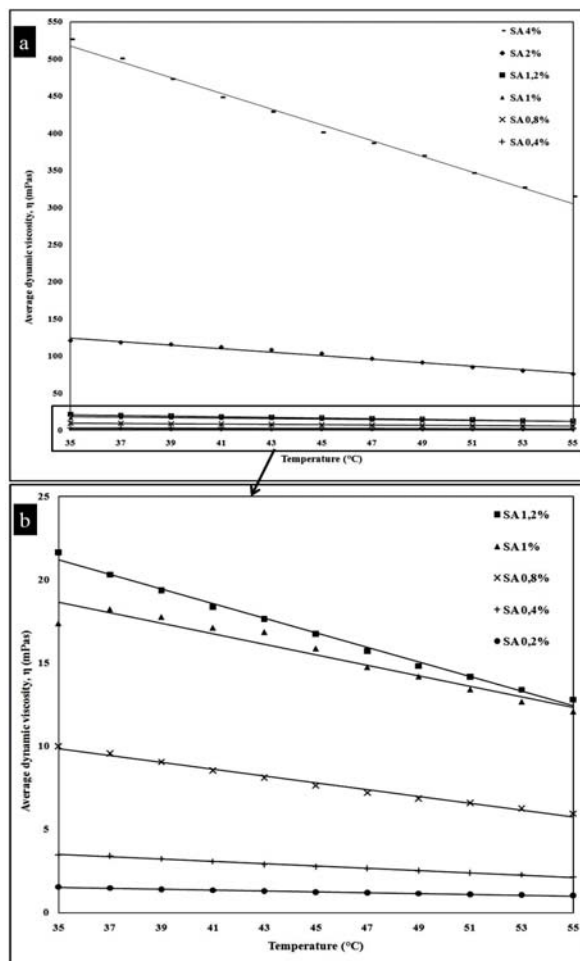 a
Average dynamic viscosity, η (mPas)
550
500
450
400
350
300
250
200
150
100
50
0
35 37 39 41 43 45 47 49 51 53 55
Temperature (°C)
SA 4%
SA 2%
SA 1,2%
SA 1%
SA 0,8%
SA 0,4%
b
Average dynamic viscosity, η (mPas)
25
20
15
10
5
0
35 37 39 41 43 45 47 49 51 53 55
Temperature (°C)
SA 1,2%
SA 1%
SA 0,8%
SA 0,4%
SA 0,2%